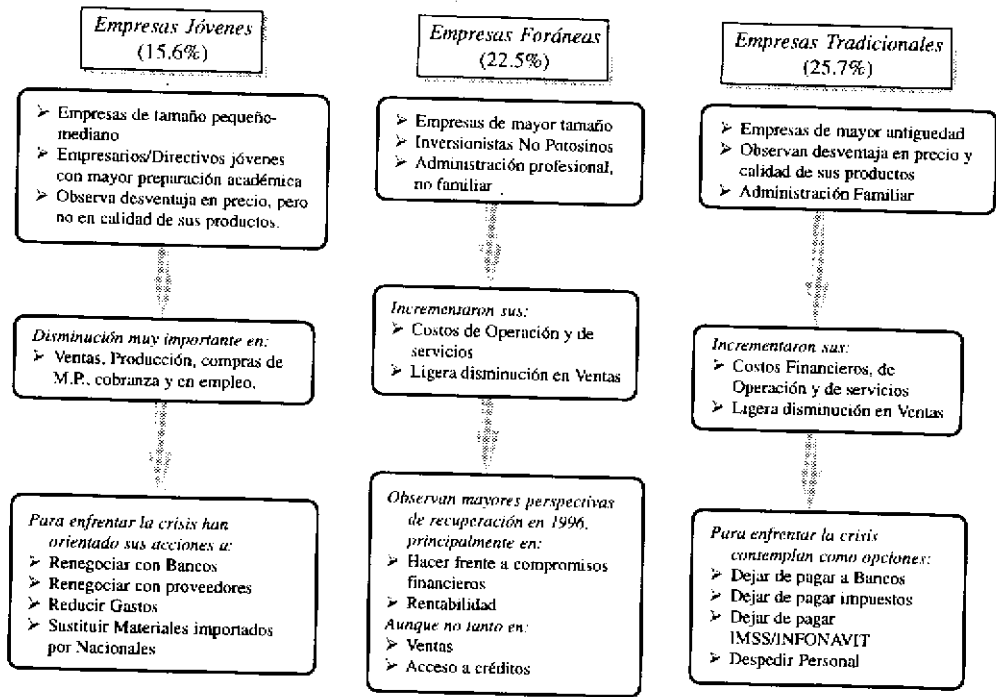 Empresas Jóvenes
(15.6%)
➢ Empresas de tamaño pequeño-
mediano
➢ Empresarios/Directivos jóvenes
con mayor preparación académica
➢ Observa desventaja en precio, pero
no en calidad de sus productos.
Disminución muy importante en:
➢ Ventas, Producción, compras de
M.P., cobranza y en empleo.
Para enfrentar la crisis han
orientado sus acciones a:
➢ Renegociar con Bancos
➢ Renegociar con proveedores
➢ Reducir Gastos
➢ Sustituir Materiales importados
por Nacionales
Empresas Foráneas
(22.5%)
➢ Empresas de mayor tamaño
➢ Inversionistas No Potosinos
➢ Administración profesional,
no familiar
Incrementaron sus:
➢ Costos de Operación y de
servicios
➢ Ligera disminución en Ventas
Observan mayores perspectivas
de recuperación en 1996,
principalmente en:
➢ Hacer frente a compromisos
financieros
➢ Rentabilidad
Aunque no tanto en:
➢ Ventas
➢ Acceso a créditos
Empresas Tradicionales
(25.7%)
➢ Empresas de mayor antiguedad
➢ Observan desventaja en precio y
calidad de sus productos
➢ Administración Familiar
Incrementaron sus:
➢ Costos Financieros, de
Operación y de servicios
➢ Ligera disminución en Ventas
Para enfrentar la crisis
contemplan como opciones:
➢ Dejar de pagar a Bancos
➢ Dejar de pagar impuestos
➢ Dejar de pagar
IMSS/INFONAVIT
➢ Despedir Personal